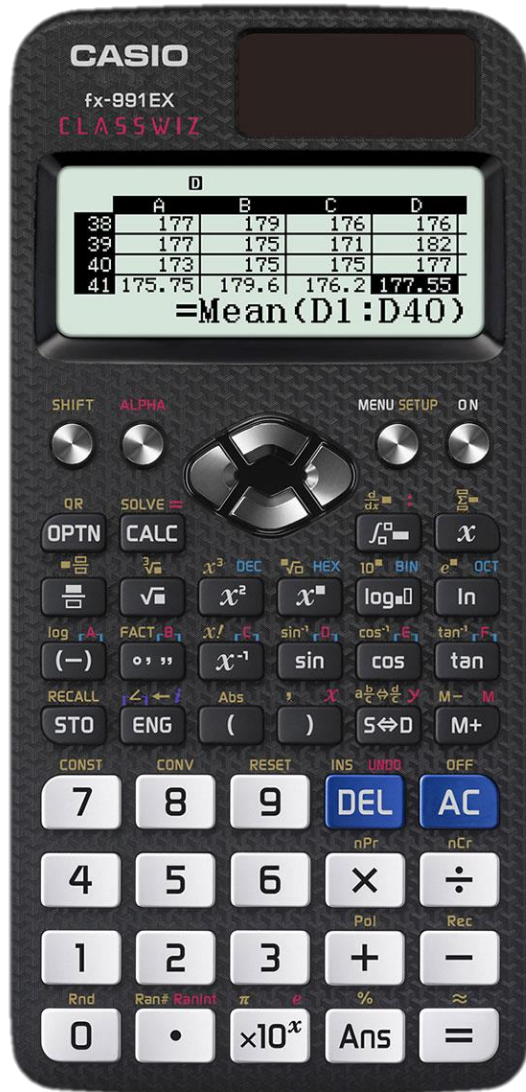 CASIO
fx-991EX
CLASSWIZ
D
A B C D
38 177 179 176 176
39 177 175 171 182
40 173 175 175 177
41 175.75 179.6 176.2 177.55
=Mean(D1:D40)
SHIFT ALPHA MENU SETUP ON
QR SOLVE = d/dx■ : Σ■
OPTN CALC ∫■ x
■■/■ ³√■ x³ DEC ■√■ HEX 10■ BIN e■ OCT
√■ x² x■ log■ ln
log A FACT B x! C sin⁻¹ D cos⁻¹ E tan⁻¹ F
(−) ° ’ ” x⁻¹ sin cos tan
RECALL ∠ ← i Abs , x a b/c⇔d/c y M− M
STO ENG ( ) S⇔D M+
CONST CONV RESET INS UNDO OFF
7 8 9 DEL AC
nPr nCr
4 5 6 × ÷
Pol Rec
1 2 3 + −
Rnd Ran# RanInt π e % ≈
0 • ×10x Ans =